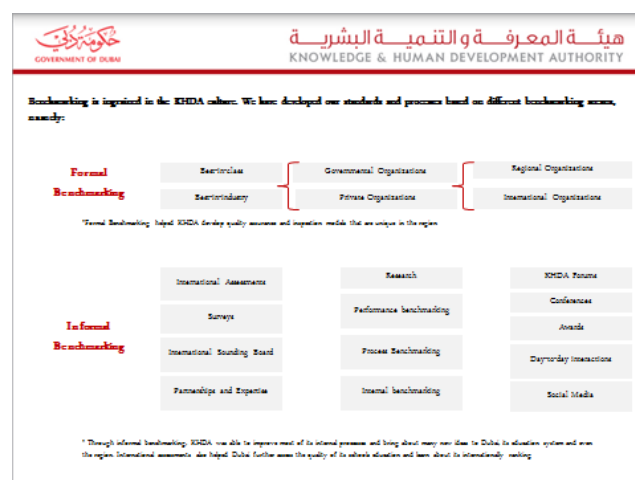 حكومة دبي
GOVERNMENT OF DUBAI
هيئة المعرفة والتنمية البشرية
KNOWLEDGE & HUMAN DEVELOPMENT AUTHORITY
Benchmarking is ingrained in the KHDA culture. We have developed our standards and processes based on different benchmarking means,
namely:
Formal
Benchmarking
Best-in-class
Best-in-industry
Governmental Organizations
Private Organizations
Regional Organizations
International Organizations
*Formal Benchmarking helped KHDA develop quality assurance and inspection models that are unique in the region
Informal
Benchmarking
International Assessments
Surveys
International Sounding Board
Partnerships and Expertise
Research
Performance benchmarking
Process Benchmarking
Internal benchmarking
KHDA Forums
Conferences
Awards
Day-to-day interactions
Social Media
* Through informal benchmarking, KHDA was able to improve most of its internal processes and bring about many new ideas to Dubai, its education system and even
the region. International assessments also helped Dubai further assess the quality of its schools education and learn about its internationally ranking